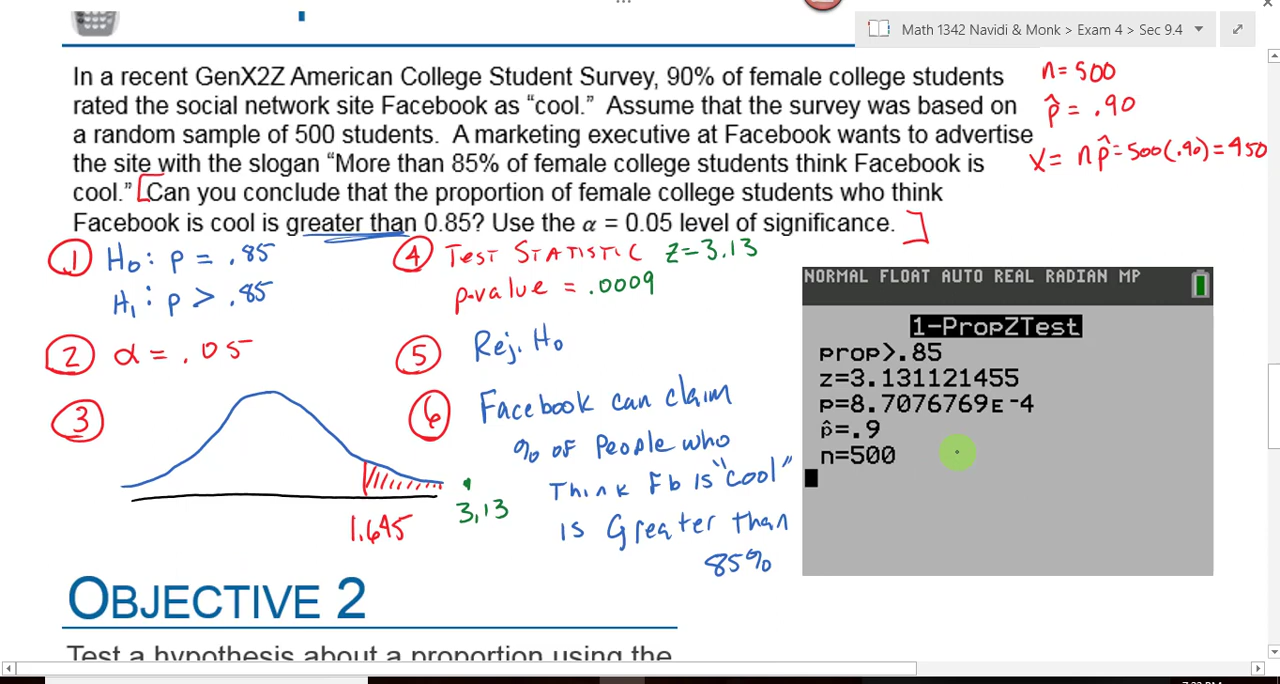 Math 1342 Navidi & Monk > Exam 4 > Sec 9.4
In a recent GenX2Z American College Student Survey, 90% of female college students
rated the social network site Facebook as “cool.” Assume that the survey was based on
a random sample of 500 students. A marketing executive at Facebook wants to advertise
the site with the slogan “More than 85% of female college students think Facebook is
cool.” [Can you conclude that the proportion of female college students who think
Facebook is cool is greater than 0.85? Use the α = 0.05 level of significance. ]
n = 500
p̂ = .90
x = np̂ = 500(.90) = 450
① H₀: p = .85
H₁: p > .85
② α = .05
③
1.645
3.13
④ Test Statistic z = 3.13
p-value = .0009
⑤ Rej. H₀
⑥ Facebook can claim
% of People who
Think Fb is "cool"
is Greater than
85%
NORMAL FLOAT AUTO REAL RADIAN MP
1-PropZTest
prop>.85
z=3.131121455
p=8.7076769E-4
p̂=.9
n=500
OBJECTIVE 2
Test a hypothesis about a proportion using the